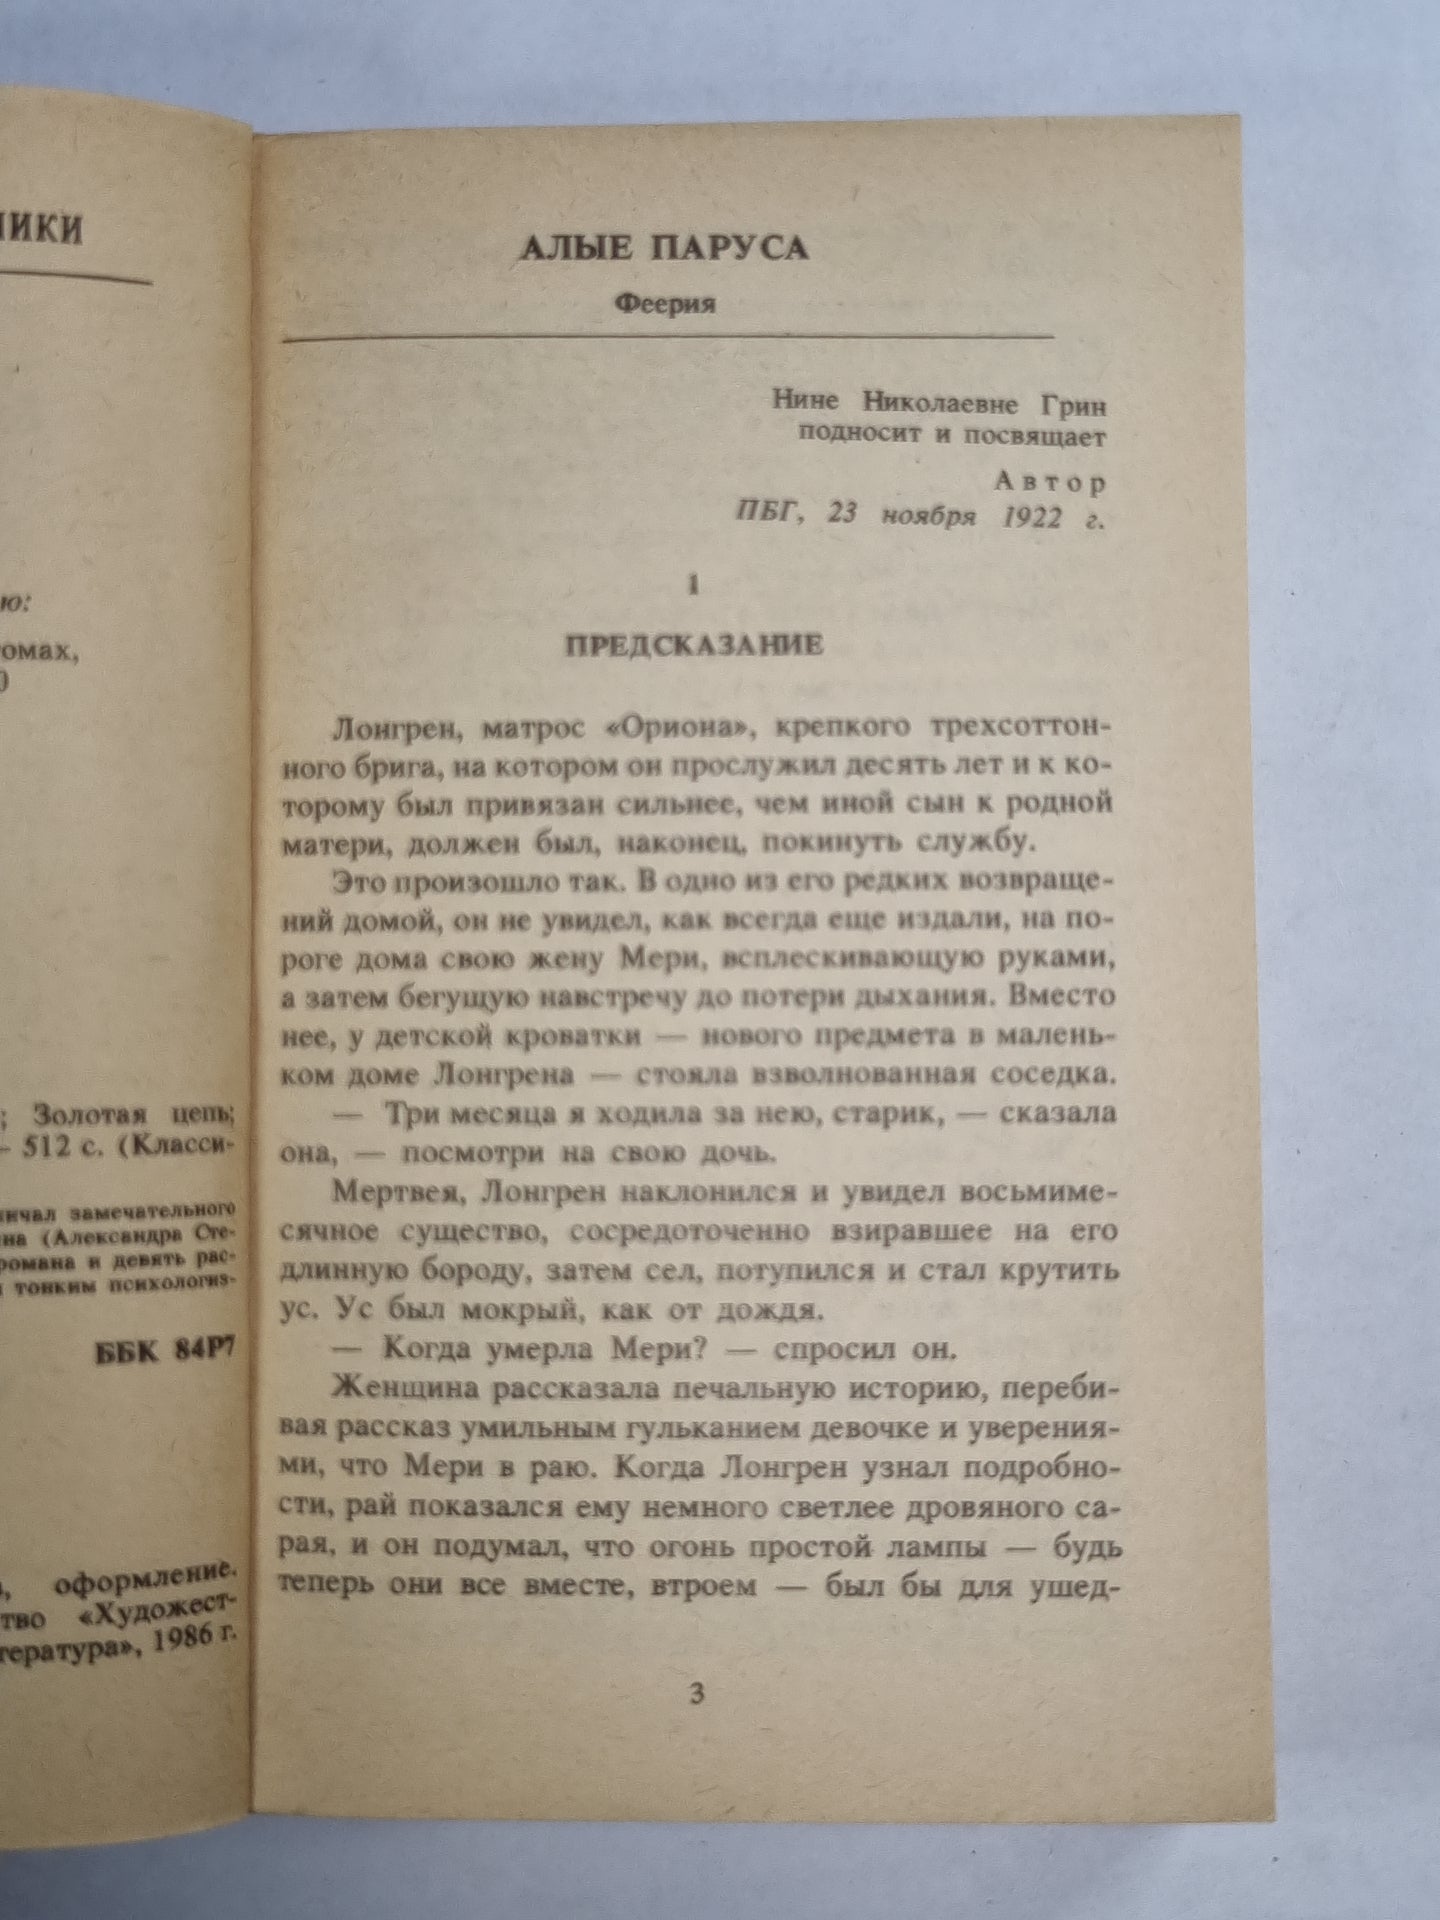 ю:
томах,
0
; Золотая цепь;
– 512 с. (Класси-
замечательного
(Александра Сте-
романа и девять рас-
тонким психологиз-
ББК 84Р7
оформление.
«Художест-
1986 г.
АЛЫЕ ПАРУСА
Феерия
Нине Николаевне Грин
подносит и посвящает
Автор
ПБГ, 23 ноября 1922 г.
1
ПРЕДСКАЗАНИЕ
Лонгрен, матрос «Ориона», крепкого трехсоттон-
ного брига, на котором он прослужил десять лет и к ко-
торому был привязан сильнее, чем иной сын к родной
матери, должен был, наконец, покинуть службу.
Это произошло так. В одно из его редких возвраще-
ний домой, он не увидел, как всегда еще издали, на по-
роге дома свою жену Мери, всплескивающую руками,
а затем бегущую навстречу до потери дыхания. Вместо
нее, у детской кроватки — нового предмета в малень-
ком доме Лонгрена — стояла взволнованная соседка.
— Три месяца я ходила за нею, старик, — сказала
она, — посмотри на свою дочь.
Мертвея, Лонгрен наклонился и увидел восьмиме-
сячное существо, сосредоточенно взиравшее на его
длинную бороду, затем сел, потупился и стал крутить
ус. Ус был мокрый, как от дождя.
— Когда умерла Мери? — спросил он.
Женщина рассказала печальную историю, переби-
вая рассказ умильным гульканием девочке и уверения-
ми, что Мери в раю. Когда Лонгрен узнал подробно-
сти, рай показался ему немного светлее дровяного са-
рая, и он подумал, что огонь простой лампы — будь
теперь они все вместе, втроем — был бы для ушед-
3